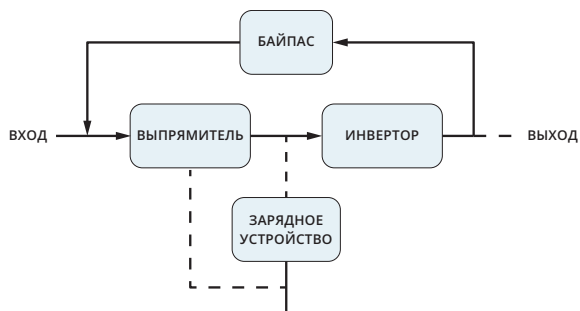 БАЙПАС
ВХОД
ВЫПРЯМИТЕЛЬ
ИНВЕРТОР
ВЫХОД
ЗАРЯДНОЕ
УСТРОЙСТВО